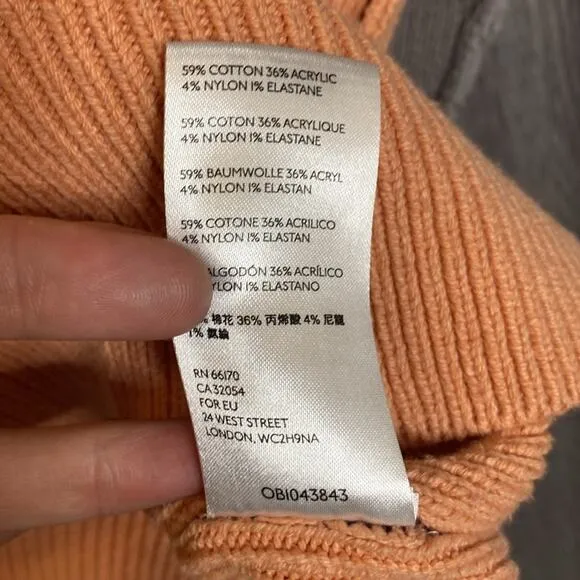 59% COTTON 36% ACRYLIC
4% NYLON 1% ELASTANE
59% COTON 36% ACRYLIQUE
4% NYLON 1% ELASTANE
59% BAUMWOLLE 36% ACRYL
4% NYLON 1% ELASTAN
59% COTONE 36% ACRILICO
4% NYLON 1% ELASTAN
ALGODÓN 36% ACRÍLICO
NYLON 1% ELASTANO
% 棉花 36% 丙烯酸 4% 尼龍
1% 氨綸
RN 66170
CA 32054
FOR EU
24 WEST STREET
LONDON, WC2H9NA
OB1043843